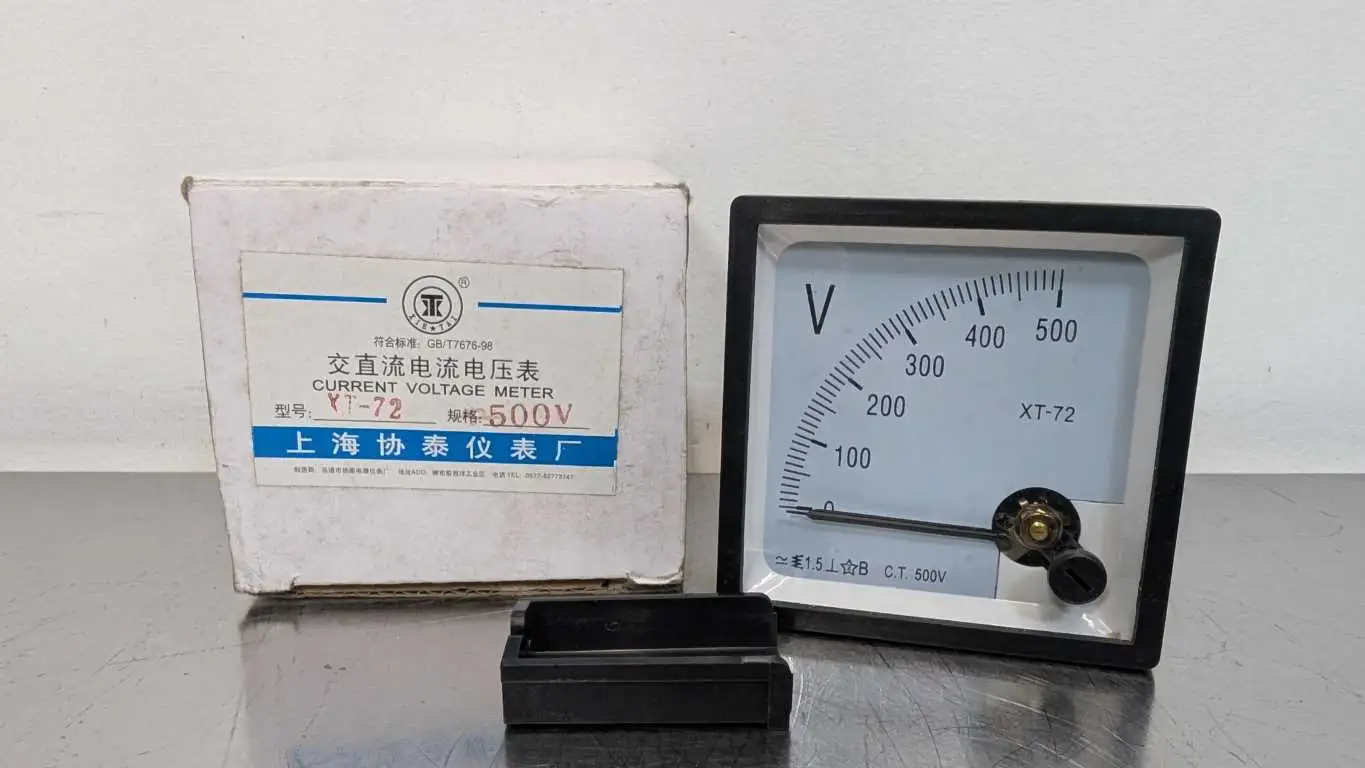 XIE★TAI
®
符合标准: GB/T7676-98
交直流电流电压表
CURRENT VOLTAGE METER
型号: XT-72 规格: 500V
上海协泰仪表厂
V
0
100
200
300
400
500
XT-72
1.5 ⊥ ☆B C.T. 500V